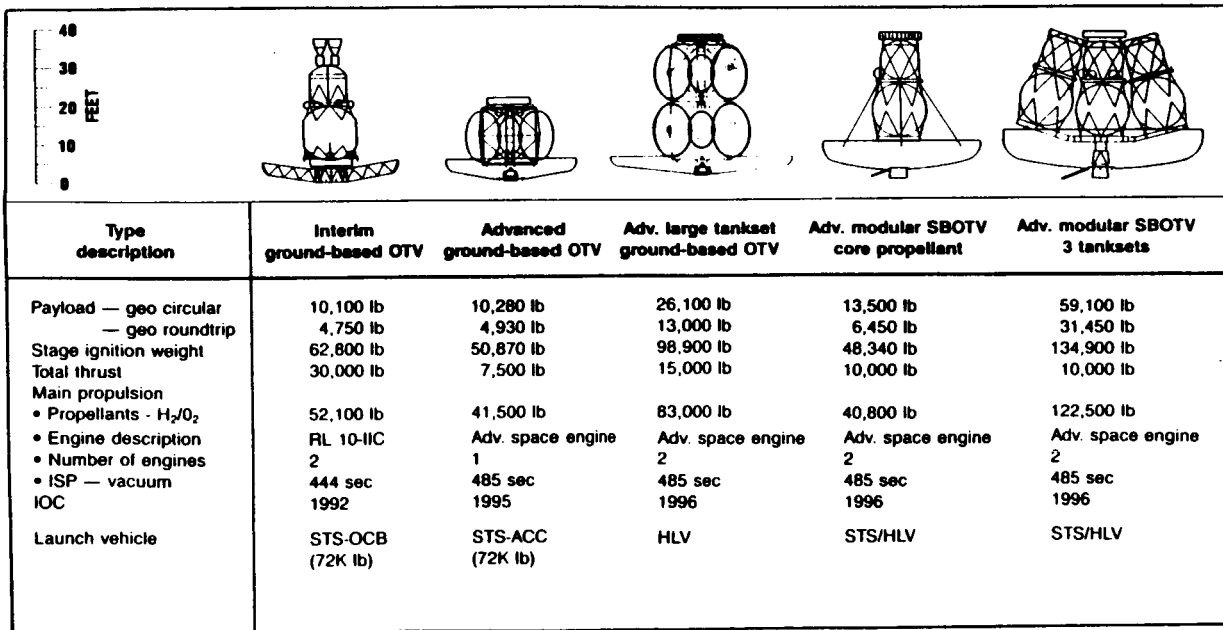 40
30
20
10
0
FEET
Type description
Interim ground-based OTV
Advanced ground-based OTV
Adv. large tankset ground-based OTV
Adv. modular SBOTV core propellant
Adv. modular SBOTV 3 tanksets
Payload — geo circular 10,100 lb 10,280 lb 26,100 lb 13,500 lb 59,100 lb
— geo roundtrip 4,750 lb 4,930 lb 13,000 lb 6,450 lb 31,450 lb
Stage ignition weight 62,800 lb 50,870 lb 98,900 lb 48,340 lb 134,900 lb
Total thrust 30,000 lb 7,500 lb 15,000 lb 10,000 lb 10,000 lb
Main propulsion
• Propellants - H₂/0₂ 52,100 lb 41,500 lb 83,000 lb 40,800 lb 122,500 lb
• Engine description RL 10-IIC Adv. space engine Adv. space engine Adv. space engine Adv. space engine
• Number of engines 2 1 2 2 2
• ISP — vacuum 444 sec 485 sec 485 sec 485 sec 485 sec
IOC 1992 1995 1996 1996 1996
Launch vehicle STS-OCB STS-ACC HLV STS/HLV STS/HLV
(72K lb) (72K lb)